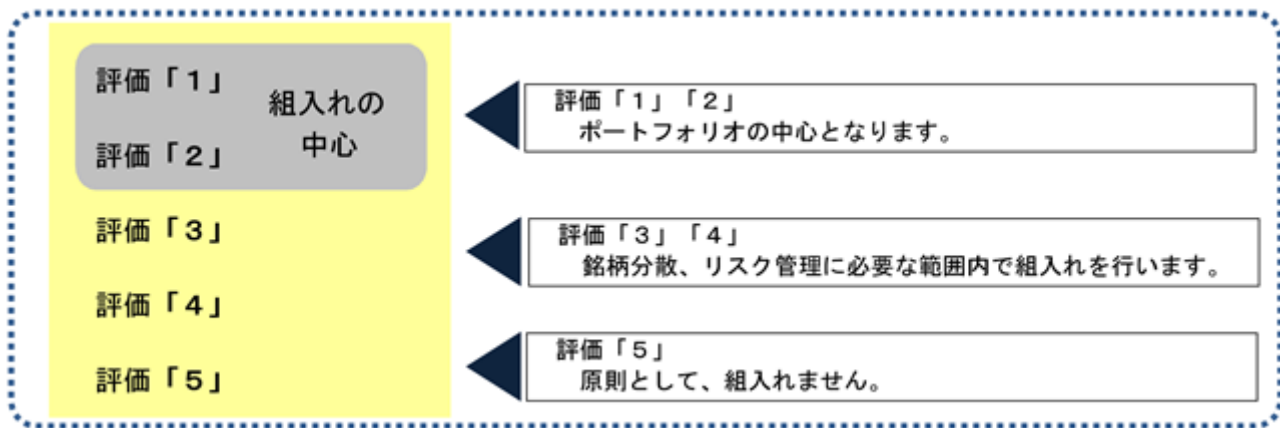 評価「１」
組入れの
中心
評価「２」
評価「３」
評価「４」
評価「５」
評価「１」「２」
ポートフォリオの中心となります。
評価「３」「４」
銘柄分散、リスク管理に必要な範囲内で組入れを行います。
評価「５」
原則として、組入れません。